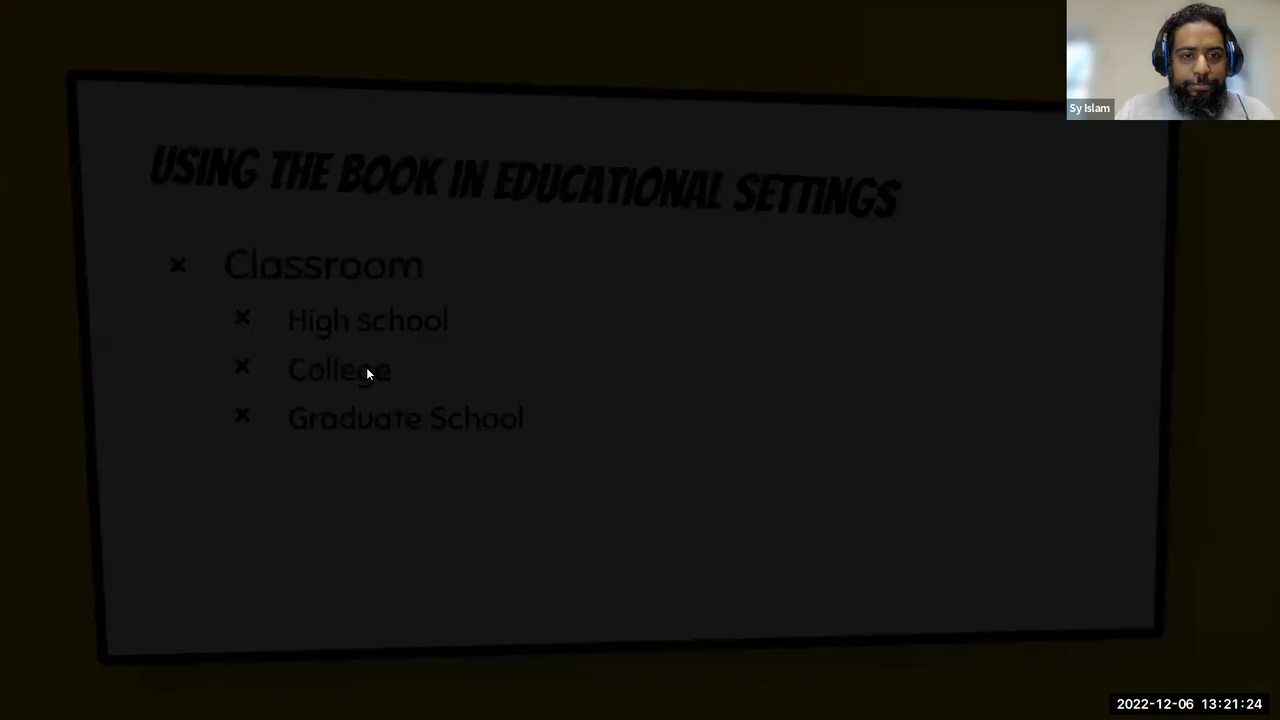 Sy Islam
USING THE BOOK IN EDUCATIONAL SETTINGS
× Classroom
× High school
× College
× Graduate School
2022-12-06 13:21:24